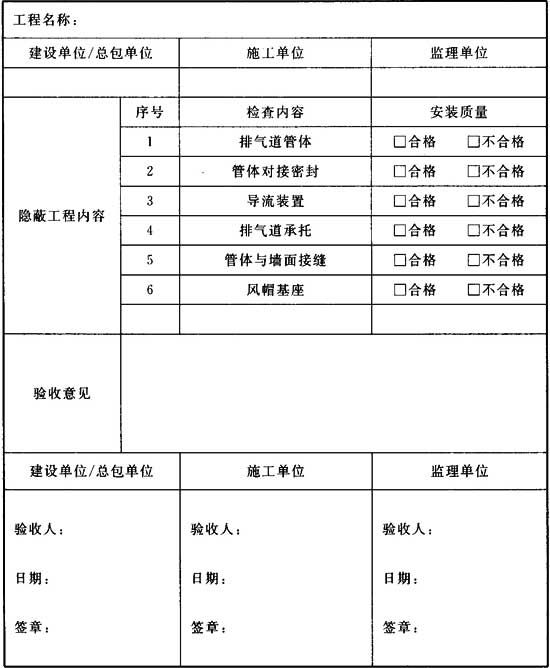 工程名称：
建设单位/总包单位 施工单位 监理单位
序号 检查内容 安装质量
1 排气道管体 □合格 □不合格
2 管体对接密封 □合格 □不合格
3 导流装置 □合格 □不合格
隐蔽工程内容
4 排气道承托 □合格 □不合格
5 管体与墙面接缝 □合格 □不合格
6 风帽基座 □合格 □不合格
验收意见
建设单位/总包单位 施工单位 监理单位
验收人： 验收人： 验收人：
日期： 日期： 日期：
签章： 签章： 签章：